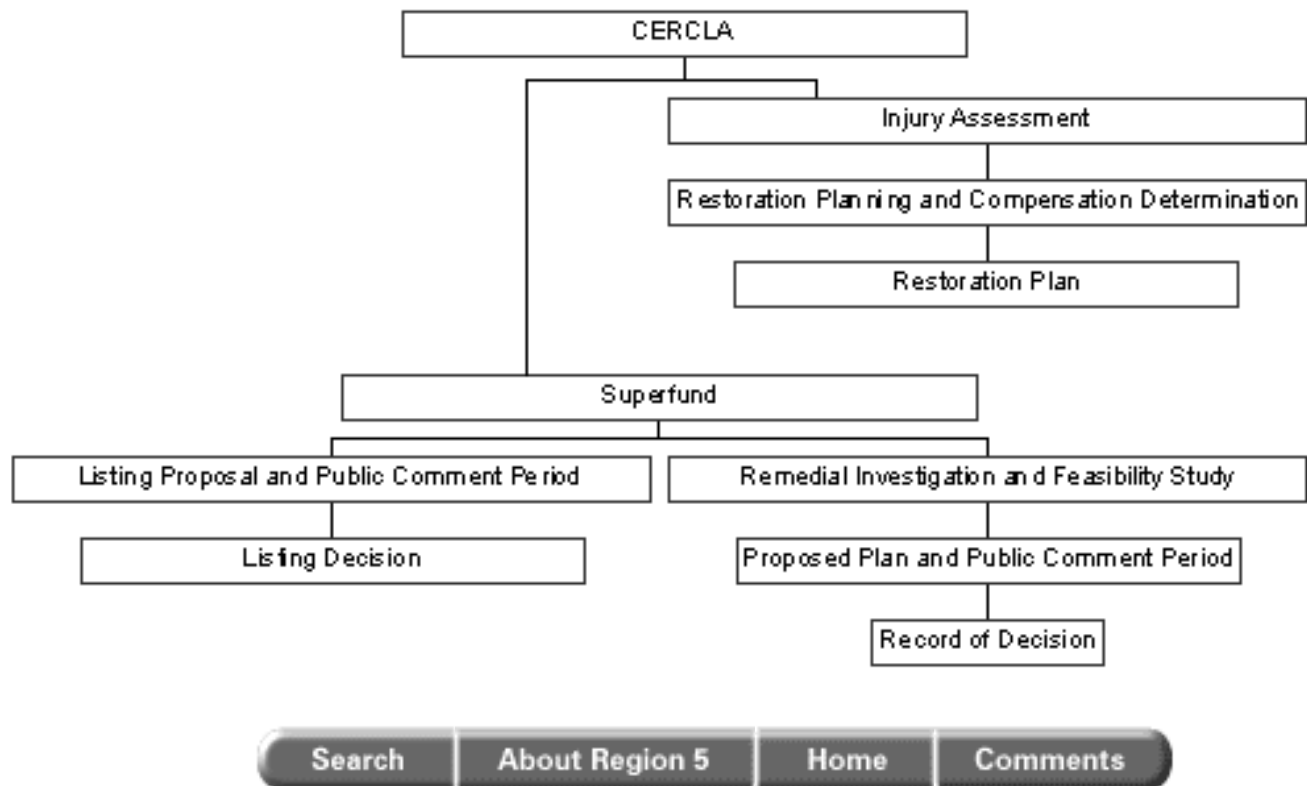 CERCLA
Injury Assessment
Restoration Planning and Compensation Determination
Restoration Plan
Superfund
Listing Proposal and Public Comment Period
Remedial Investigation and Feasibility Study
Listing Decision
Proposed Plan and Public Comment Period
Record of Decision
Search
About Region 5
Home
Comments